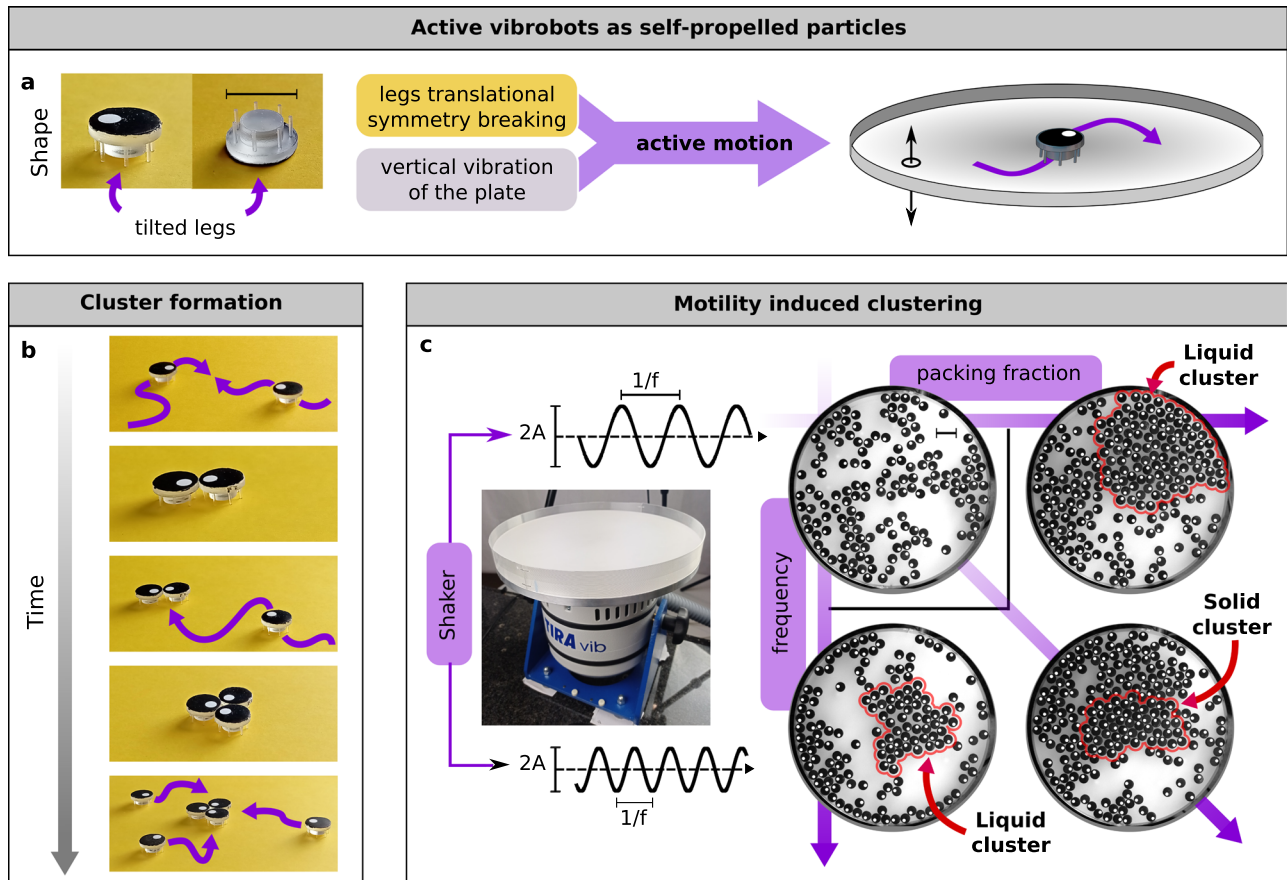 Active vibrobots as self-propelled particles
a
Shape
tilted legs
legs translational
symmetry breaking
vertical vibration
of the plate
active motion
Cluster formation
b
Time
Motility induced clustering
c
Shaker
1/f
2A
TIRA vib
2A
1/f
packing fraction
frequency
Liquid
cluster
Solid
cluster
Liquid
cluster